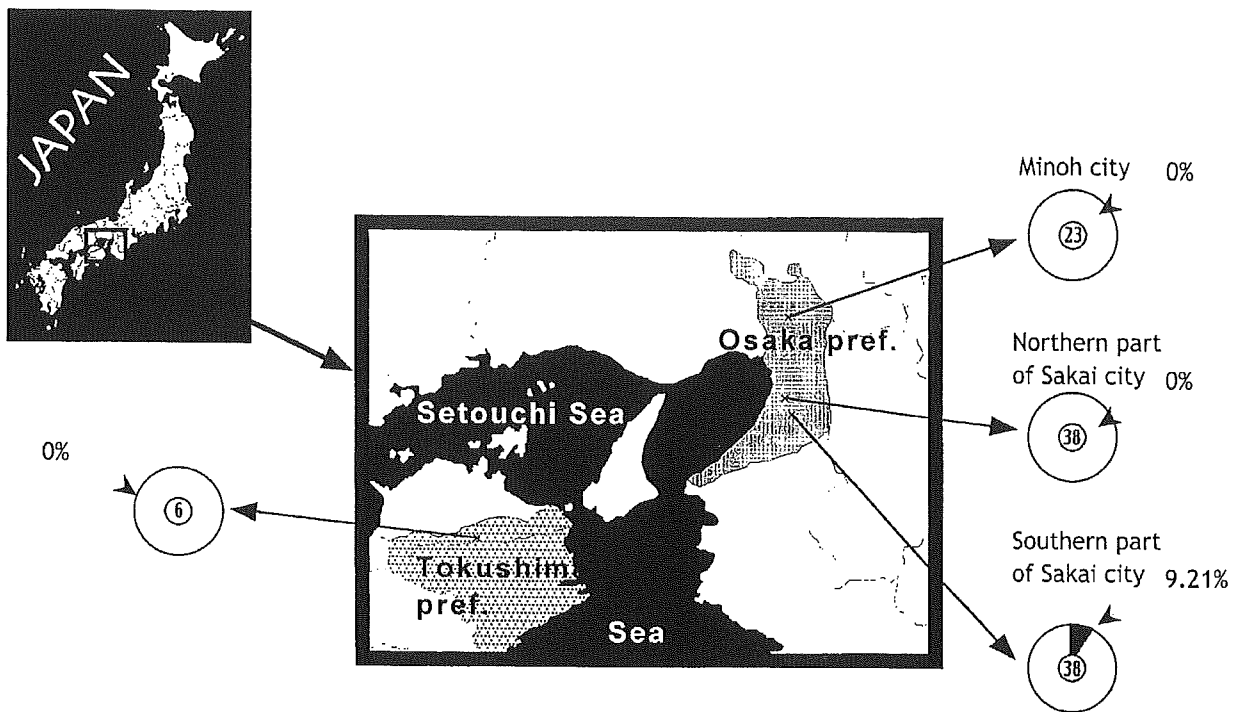 JAPAN
Minoh city 0%
23
Osaka pref.
Northern part
of Sakai city 0%
38
Setouchi Sea
0%
6
Southern part
of Sakai city 9.21%
38
Tokushim
pref.
Sea